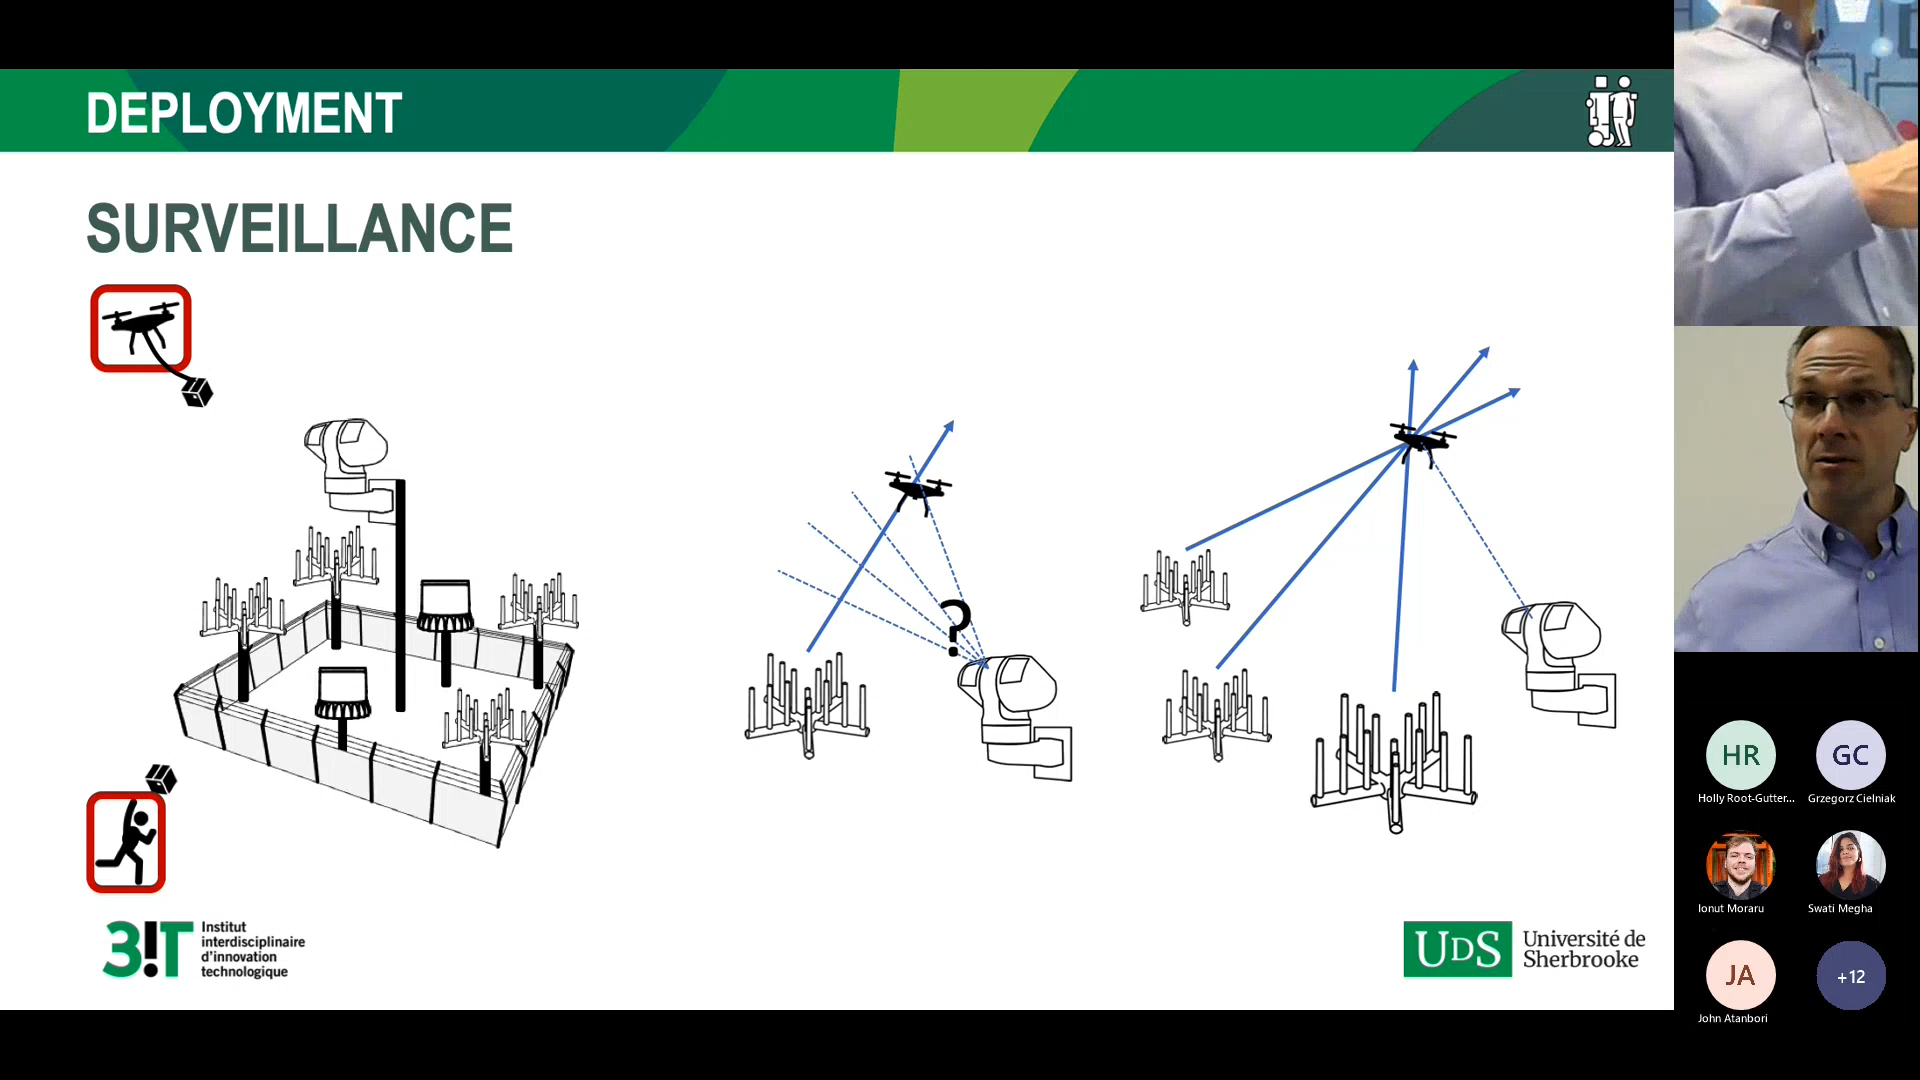 DEPLOYMENT
SURVEILLANCE
?
3!T
Institut
interdisciplinaire
d'innovation
technologique
UDS
Université de
Sherbrooke
HR
Holly Root-Gutter...
GC
Grzegorz Cielniak
Ionut Moraru
Swati Megha
JA
John Atanbori
+12